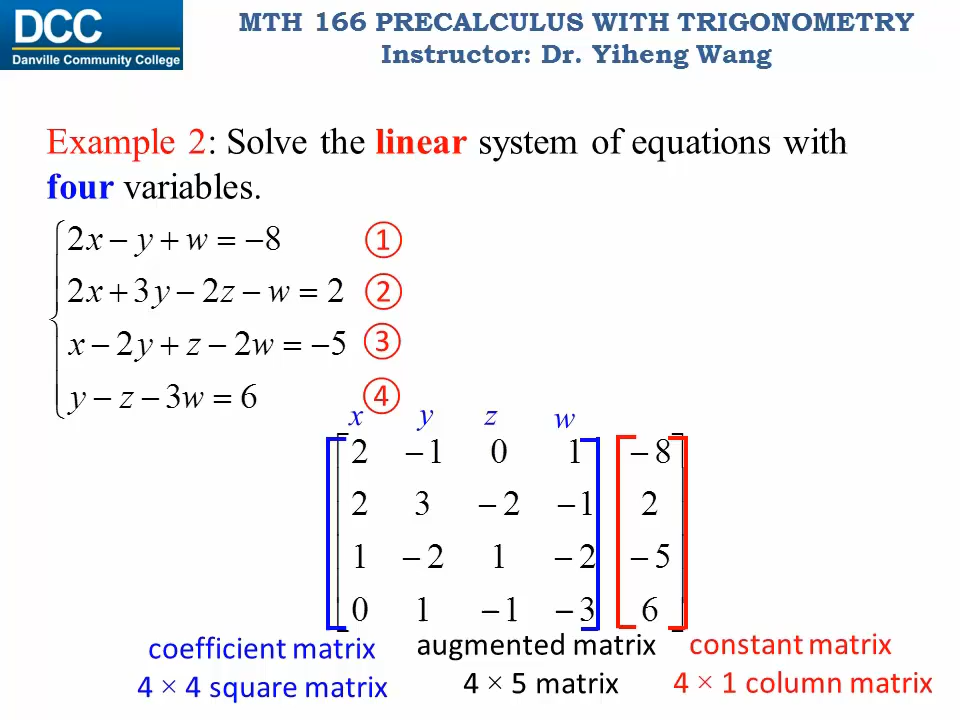 DCC
Danville Community College
MTH 166 PRECALCULUS WITH TRIGONOMETRY
Instructor: Dr. Yiheng Wang
Example 2: Solve the linear system of equations with
four variables.
2x − y + w = −8 ①
2x + 3y − 2z − w = 2 ②
x − 2y + z − 2w = −5 ③
y − z − 3w = 6 ④
x y z w
2 −1 0 1 −8
2 3 −2 −1 2
1 −2 1 −2 −5
0 1 −1 −3 6
coefficient matrix augmented matrix constant matrix
4 × 4 square matrix 4 × 5 matrix 4 × 1 column matrix